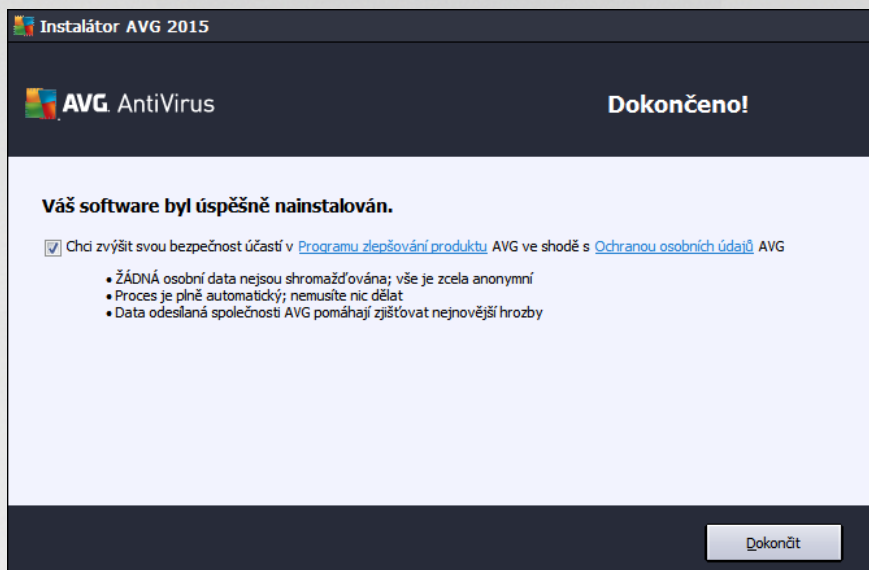 Instalátor AVG 2015
AVG. AntiVirus
Dokončeno!
Váš software byl úspěšně nainstalován.
Chci zvýšit svou bezpečnost účastí v Programu zlepšování produktu AVG ve shodě s Ochranou osobních údajů AVG
• ŽÁDNÁ osobní data nejsou shromažďována; vše je zcela anonymní
• Proces je plně automatický; nemusíte nic dělat
• Data odesílaná společnosti AVG pomáhají zjišťovat nejnovější hrozby
Dokončit